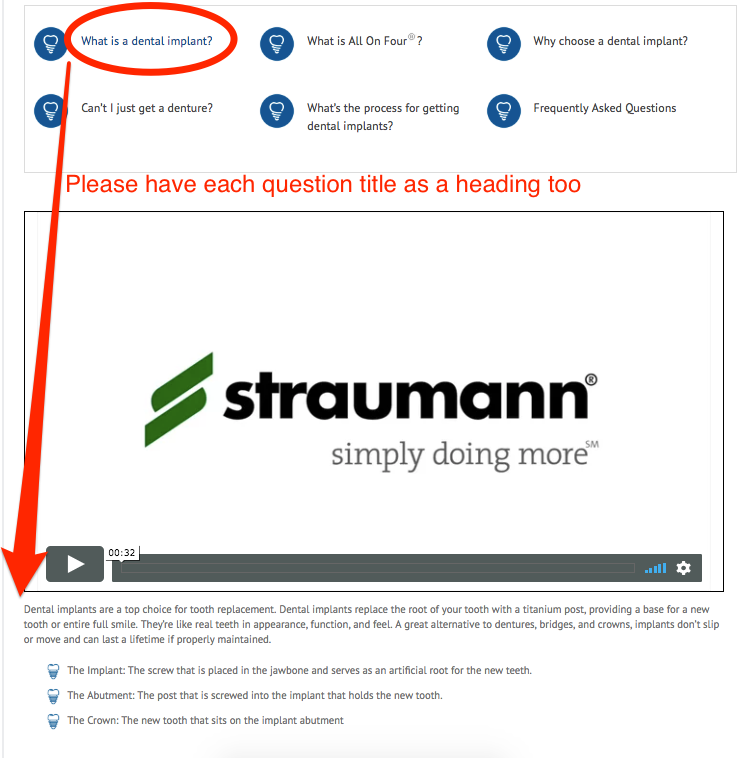 What is a dental implant?
What is All On Four®?
Why choose a dental implant?
Can't I just get a denture?
What's the process for getting
dental implants?
Frequently Asked Questions
Please have each question title as a heading too
straumann®
simply doing more℠
00:32
Dental implants are a top choice for tooth replacement. Dental implants replace the root of your tooth with a titanium post, providing a base for a new
tooth or entire full smile. They're like real teeth in appearance, function, and feel. A great alternative to dentures, bridges, and crowns, implants don't slip
or move and can last a lifetime if properly maintained.
The Implant: The screw that is placed in the jawbone and serves as an artificial root for the new teeth.
The Abutment: The post that is screwed into the implant that holds the new tooth.
The Crown: The new tooth that sits on the implant abutment